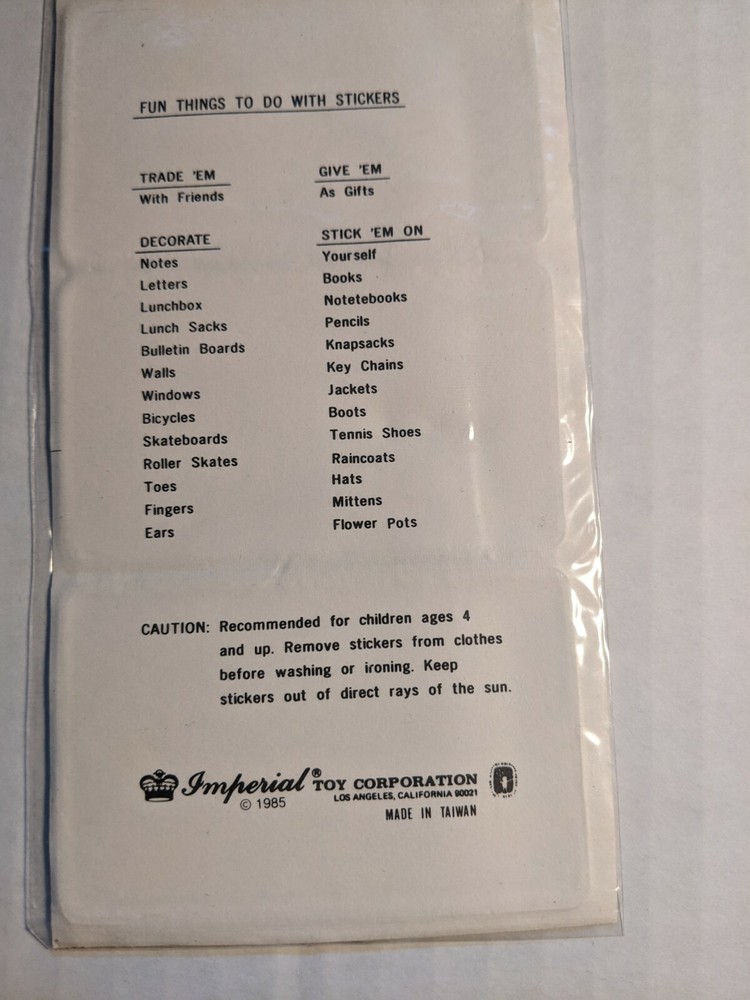 FUN THINGS TO DO WITH STICKERS
TRADE 'EM
With Friends
GIVE 'EM
As Gifts
DECORATE
Notes
Letters
Lunchbox
Lunch Sacks
Bulletin Boards
Walls
Windows
Bicycles
Skateboards
Roller Skates
Toes
Fingers
Ears
STICK 'EM ON
Yourself
Books
Notetebooks
Pencils
Knapsacks
Key Chains
Jackets
Boots
Tennis Shoes
Raincoats
Hats
Mittens
Flower Pots
CAUTION: Recommended for children ages 4
and up. Remove stickers from clothes
before washing or ironing. Keep
stickers out of direct rays of the sun.
Imperial® TOY CORPORATION
LOS ANGELES, CALIFORNIA 90021
© 1985
MADE IN TAIWAN